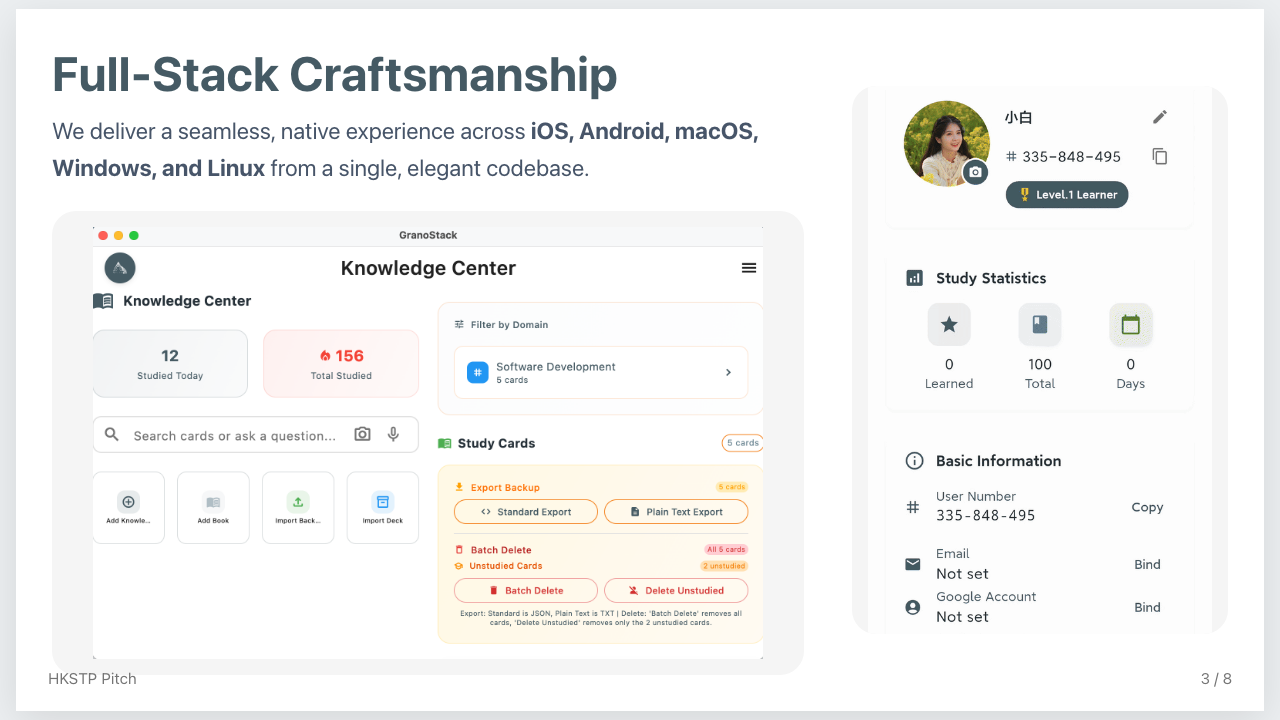 Full-Stack Craftsmanship
We deliver a seamless, native experience across iOS, Android, macOS,
Windows, and Linux from a single, elegant codebase.
GranoStack
Knowledge Center
Knowledge Center
12
Studied Today
156
Total Studied
Search cards or ask a question...
Add Knowle...
Add Book
Import Back...
Import Deck
Filter by Domain
Software Development
5 cards
Study Cards
5 cards
Export Backup
5 cards
Standard Export
Plain Text Export
Batch Delete
All 5 cards
Unstudied Cards
2 unstudied
Batch Delete
Delete Unstudied
Export: Standard is JSON, Plain Text is TXT | Delete: 'Batch Delete' removes all
cards, 'Delete Unstudied' removes only the 2 unstudied cards.
小白
# 335-848-495
Level.1 Learner
Study Statistics
0
Learned
100
Total
0
Days
Basic Information
User Number
335-848-495
Copy
Email
Not set
Bind
Google Account
Not set
Bind
HKSTP Pitch
3 / 8